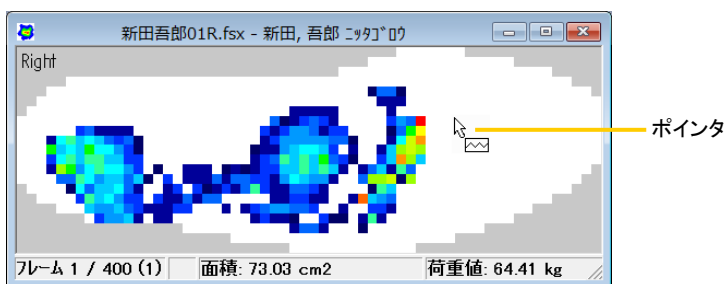 新田吾郎01R.fsx - 新田, 吾郎 ﾆｯﾀｺﾞﾛｳ
Right
ポインタ
ﾌﾚｰﾑ 1 / 400 (1) 面積: 73.03 cm2 荷重値: 64.41 kg